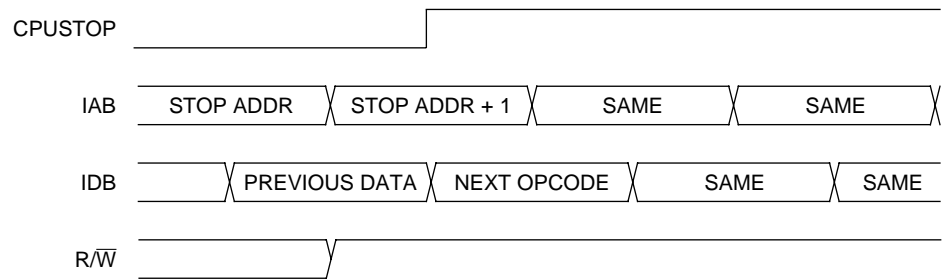 CPUSTOP
IAB STOP ADDR STOP ADDR + 1 SAME SAME
IDB PREVIOUS DATA NEXT OPCODE SAME SAME
R/W̅